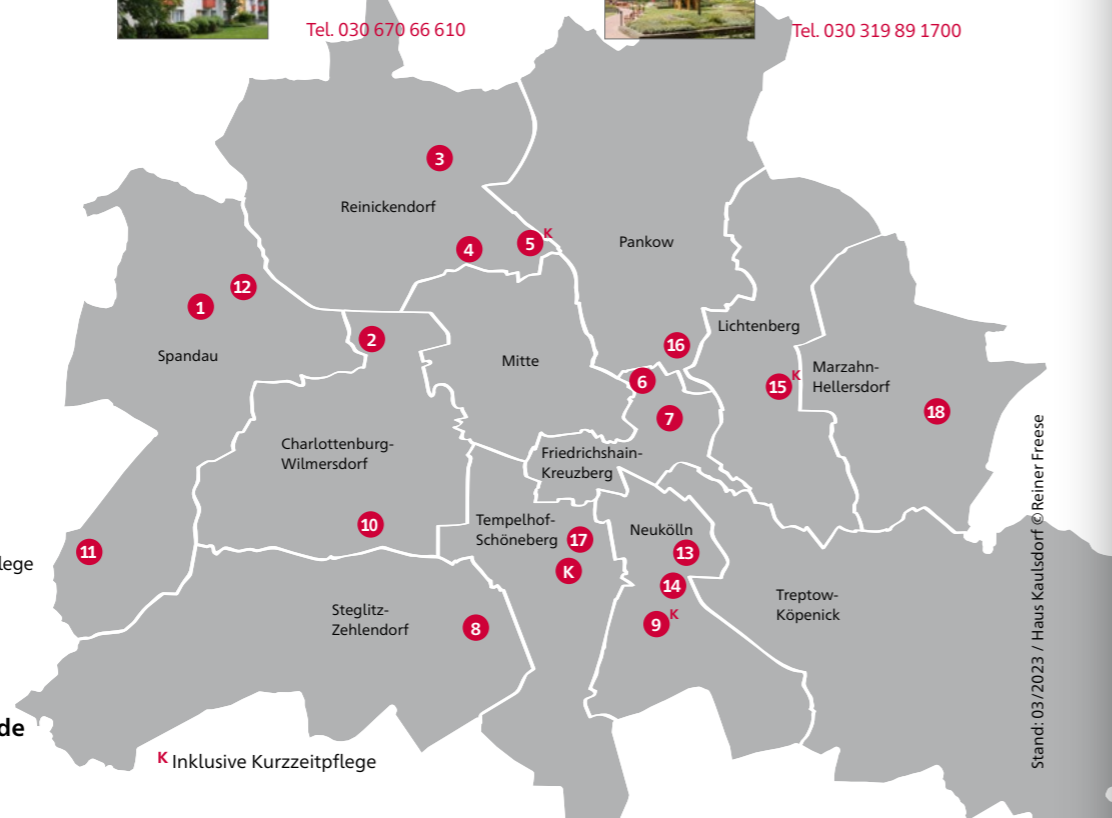 Tel. 030 670 66 610
Tel. 030 319 89 1700
3
Reinickendorf
4
5 K
Pankow
12
1
Spandau
2
Mitte
16
Lichtenberg
6
15 K
Marzahn-
Hellersdorf
7
18
Charlottenburg-
Wilmersdorf
Friedrichshain-
Kreuzberg
10
Tempelhof-
Schöneberg
17
K
Neukölln
13
14
9 K
11
lege
Steglitz-
Zehlendorf
8
Treptow-
Köpenick
de
K Inklusive Kurzzeitpflege
Stand: 03/2023 / Haus Kaulsdorf ©Reiner Freese